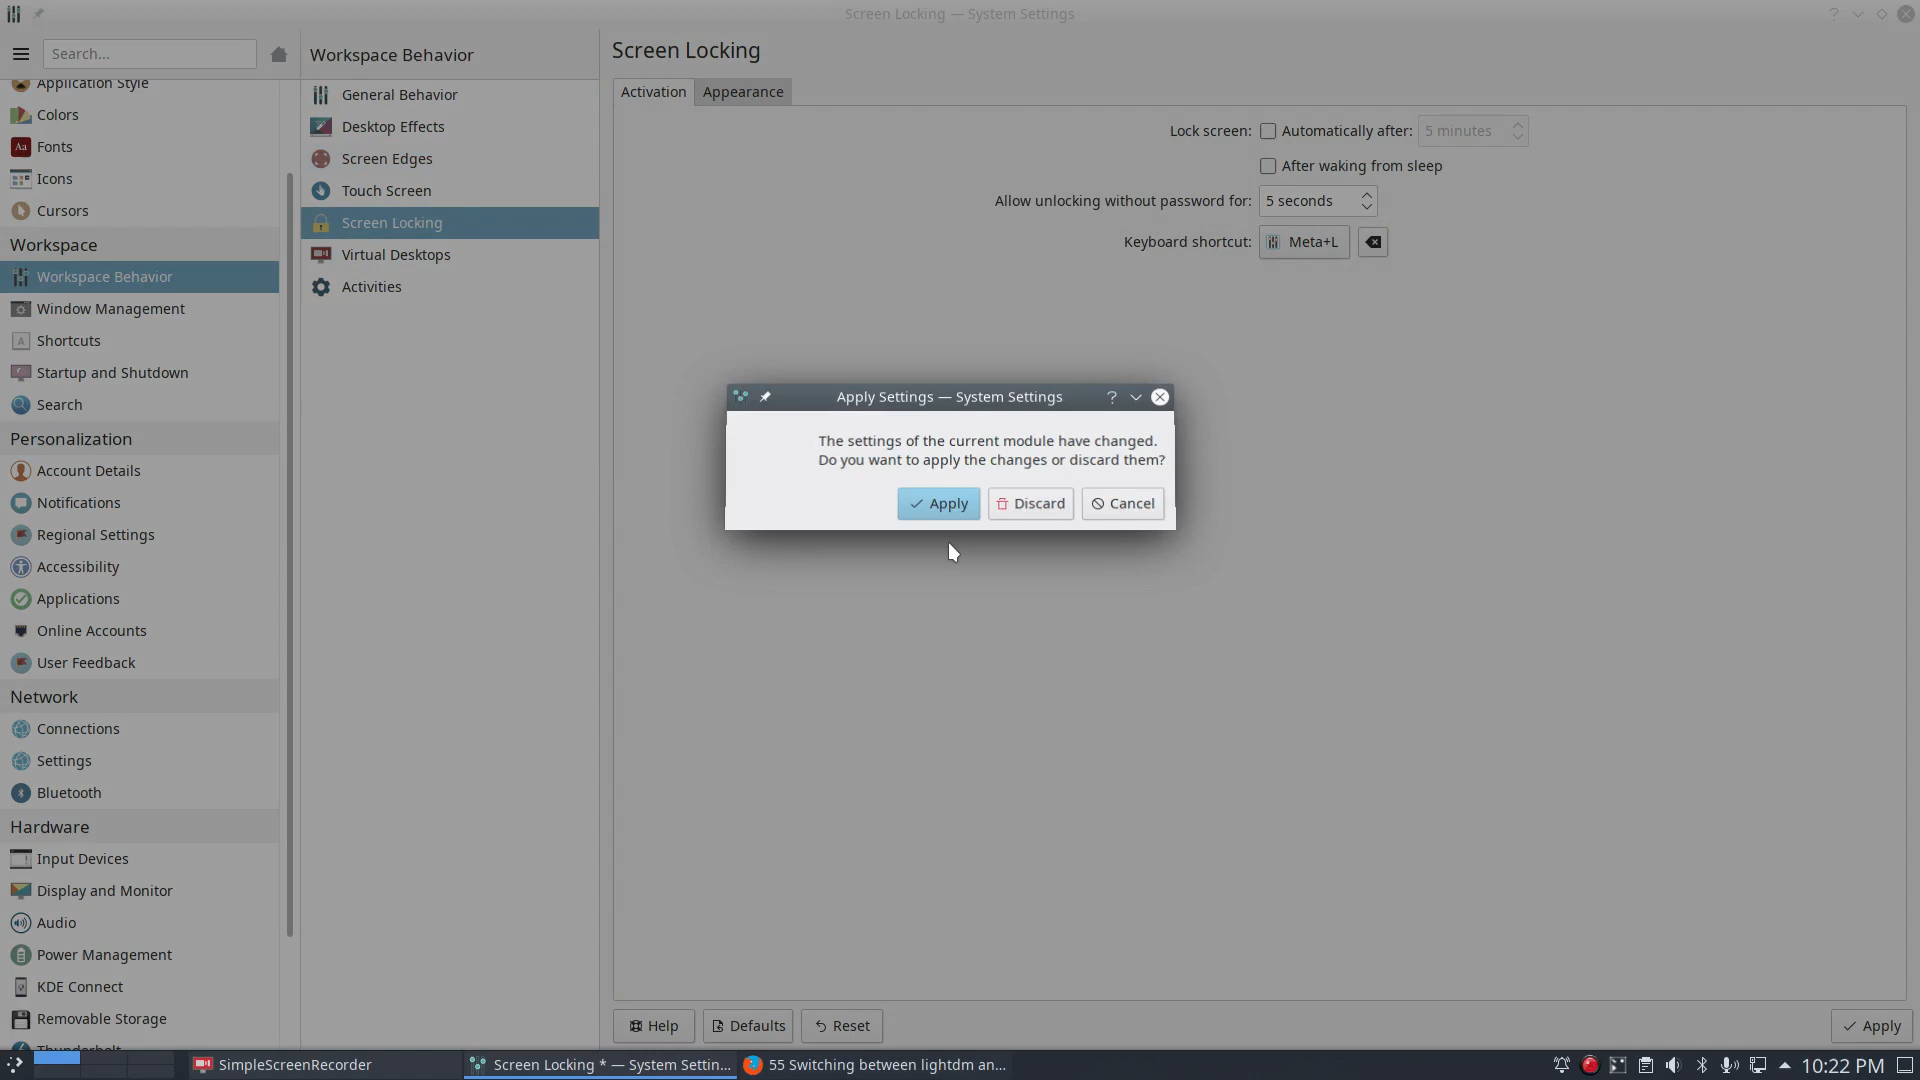 Screen Locking — System Settings
?
Search...
Workspace Behavior
Screen Locking
Application Style
Colors
Fonts
Icons
Cursors
Workspace
Workspace Behavior
Window Management
Shortcuts
Startup and Shutdown
Search
Personalization
Account Details
Notifications
Regional Settings
Accessibility
Applications
Online Accounts
User Feedback
Network
Connections
Settings
Bluetooth
Hardware
Input Devices
Display and Monitor
Audio
Power Management
KDE Connect
Removable Storage
Thunderbolt
General Behavior
Desktop Effects
Screen Edges
Touch Screen
Screen Locking
Virtual Desktops
Activities
Activation
Appearance
Lock screen: Automatically after: 5 minutes
After waking from sleep
Allow unlocking without password for: 5 seconds
Keyboard shortcut: Meta+L
Apply Settings — System Settings
?
The settings of the current module have changed.
Do you want to apply the changes or discard them?
Apply
Discard
Cancel
Help
Defaults
Reset
Apply
SimpleScreenRecorder
Screen Locking * — System Settin...
55 Switching between lightdm an...
10:22 PM